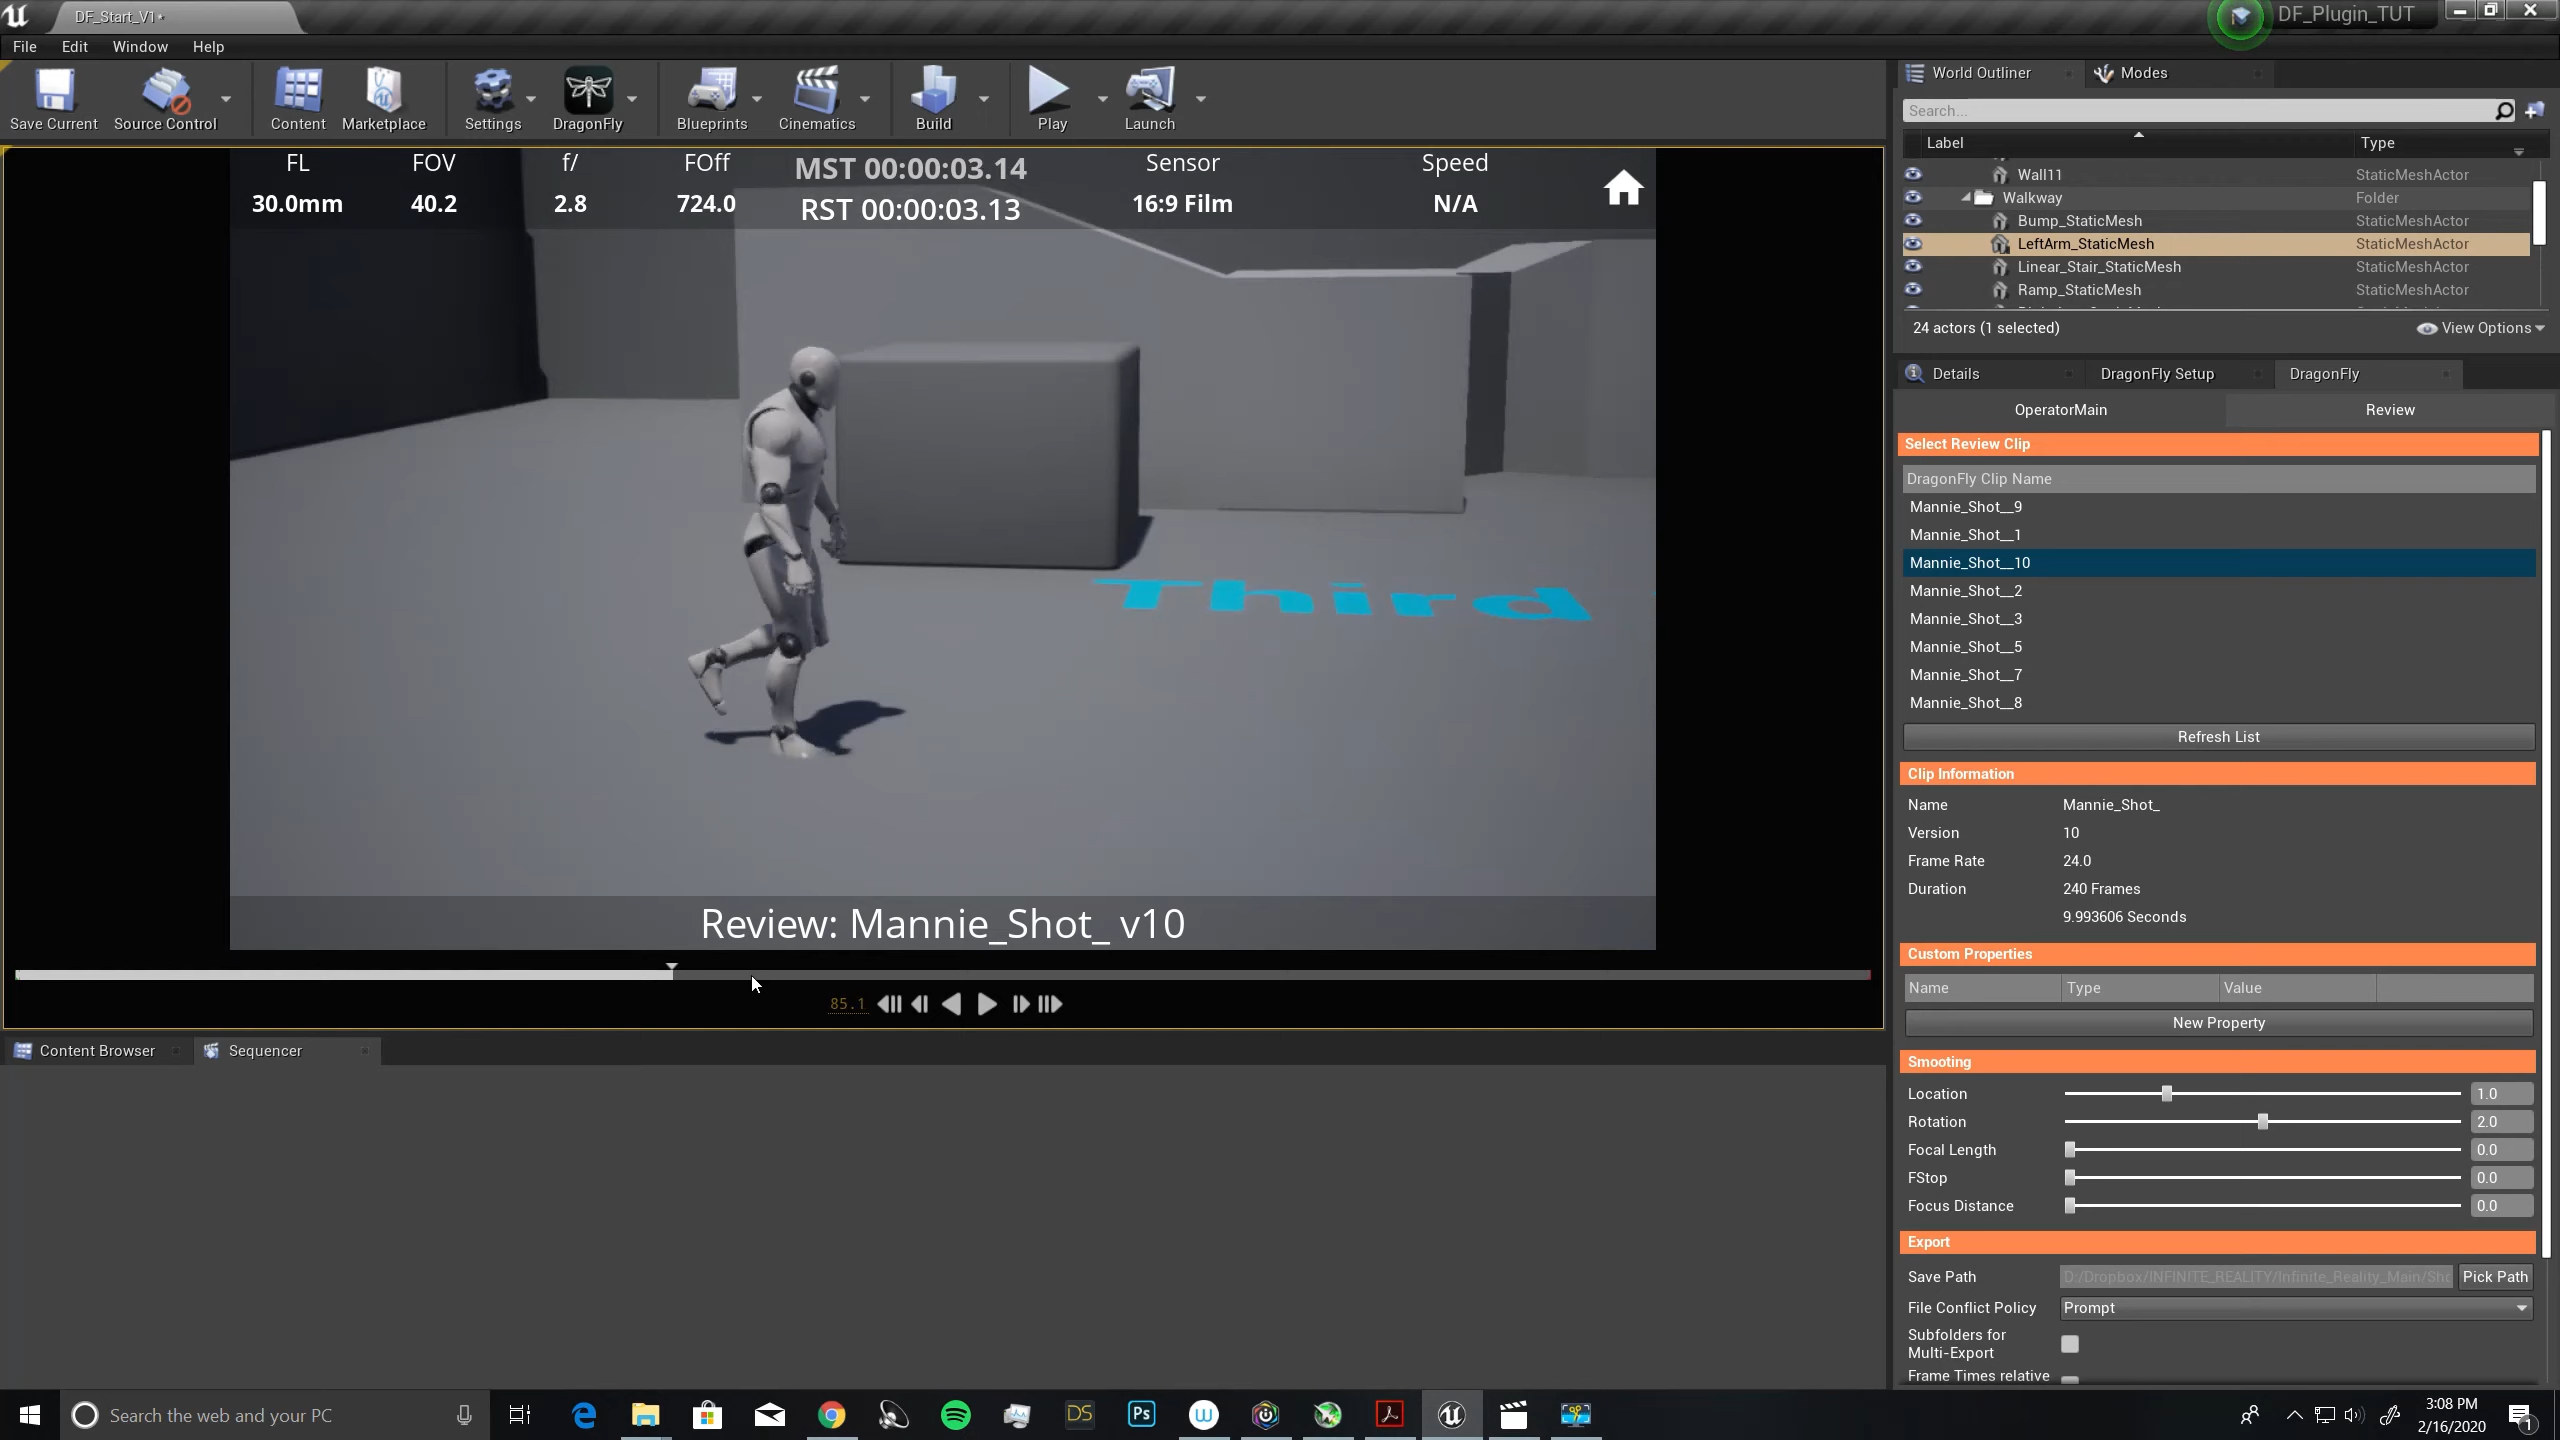 DF_Start_V1*
DF_Plugin_TUT
File Edit Window Help
Save Current
Source Control
Content
Marketplace
Settings
DragonFly
Blueprints
Cinematics
Build
Play
Launch
FL FOV f/ FOff MST 00:00:03.14 Sensor Speed
30.0mm 40.2 2.8 724.0 RST 00:00:03.13 16:9 Film N/A
Third
Review: Mannie_Shot_ v10
85.1
Content Browser
Sequencer
World Outliner
Modes
Search...
Label Type
Wall11 StaticMeshActor
Walkway Folder
Bump_StaticMesh StaticMeshActor
LeftArm_StaticMesh StaticMeshActor
Linear_Stair_StaticMesh StaticMeshActor
Ramp_StaticMesh StaticMeshActor
24 actors (1 selected)
View Options
Details
DragonFly Setup
DragonFly
OperatorMain
Review
Select Review Clip
DragonFly Clip Name
Mannie_Shot__9
Mannie_Shot__1
Mannie_Shot__10
Mannie_Shot__2
Mannie_Shot__3
Mannie_Shot__5
Mannie_Shot__7
Mannie_Shot__8
Refresh List
Clip Information
Name Mannie_Shot_
Version 10
Frame Rate 24.0
Duration 240 Frames
9.993606 Seconds
Custom Properties
Name Type Value
New Property
Smooting
Location 1.0
Rotation 2.0
Focal Length 0.0
FStop 0.0
Focus Distance 0.0
Export
Save Path D:/Dropbox/INFINITE_REALITY/Infinite_Reality_Main/Sho Pick Path
File Conflict Policy Prompt
Subfolders for
Multi-Export
Frame Times relative
Search the web and your PC
DS
Ps
3:08 PM
2/16/2020
1